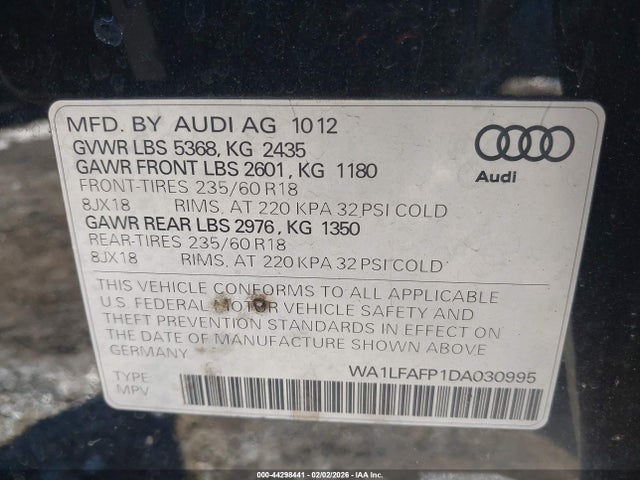 MFD. BY AUDI AG 10 12
GVWR LBS 5368, KG 2435
GAWR FRONT LBS 2601, KG 1180
FRONT-TIRES 235/60 R18
8JX18 RIMS, AT 220 KPA 32 PSI COLD
GAWR REAR LBS 2976, KG 1350
REAR-TIRES 235/60 R18
8JX18 RIMS, AT 220 KPA 32 PSI COLD
Audi
THIS VEHICLE CONFORMS TO ALL APPLICABLE
U.S. FEDERAL MOTOR VEHICLE SAFETY AND
THEFT PREVENTION STANDARDS IN EFFECT ON
THE DATE OF MANUFACTURE SHOWN ABOVE.
GERMANY
WA1LFAFP1DA030995
TYPE
MPV
000-44298441 - 02/02/2026 - IAA Inc.